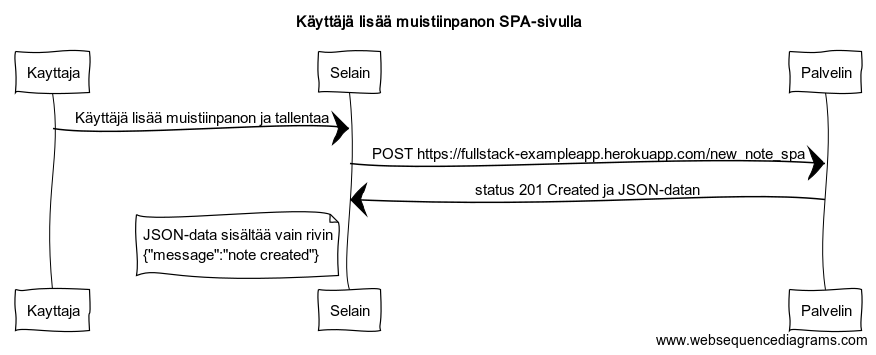 Käyttäjä lisää muistiinpanon SPA-sivulla
Kayttaja
Selain
Palvelin
Käyttäjä lisää muistiinpanon ja tallentaa
POST https://fullstack-exampleapp.herokuapp.com/new_note_spa
status 201 Created ja JSON-datan
JSON-data sisältää vain rivin
{"message":"note created"}
Kayttaja
Selain
Palvelin
www.websequencediagrams.com